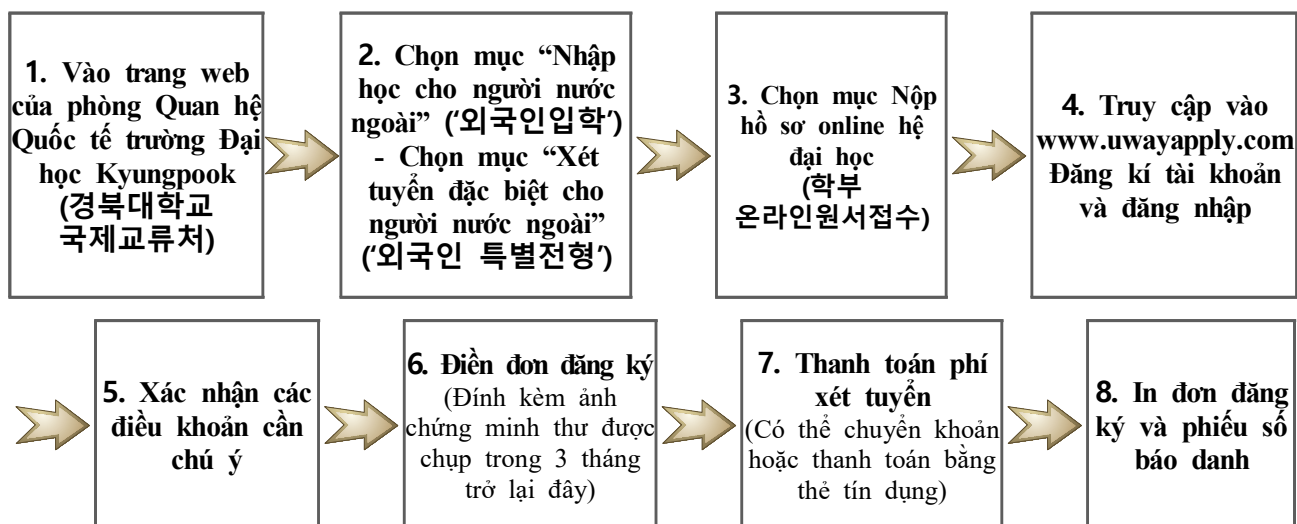 1. Vào trang web
của phòng Quan hệ
Quốc tế trường Đại
học Kyungpook
(경북대학교
국제교류처)
2. Chọn mục “Nhập
học cho người nước
ngoài” (‘외국인입학’)
- Chọn mục “Xét
tuyển đặc biệt cho
người nước ngoài”
(‘외국인 특별전형’)
3. Chọn mục Nộp
hồ sơ online hệ
đại học
(학부
온라인원서접수)
4. Truy cập vào
www.uwayapply.com
Đăng kí tài khoản
và đăng nhập
5. Xác nhận các
điều khoản cần
chú ý
6. Điền đơn đăng ký
(Đính kèm ảnh
chứng minh thư được
chụp trong 3 tháng
trở lại đây)
7. Thanh toán phí
xét tuyển
(Có thể chuyển khoản
hoặc thanh toán bằng
thẻ tín dụng)
8. In đơn đăng
ký và phiếu số
báo danh